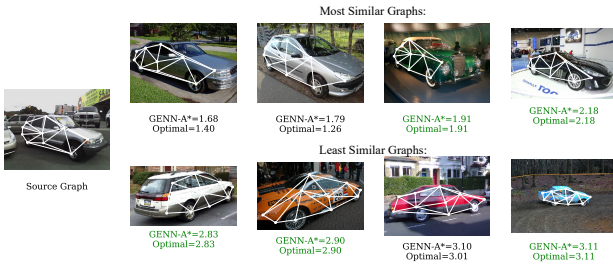 Most Similar Graphs:
GENN-A*=1.68
Optimal=1.40
GENN-A*=1.79
Optimal=1.26
GENN-A*=1.91
Optimal=1.91
GENN-A*=2.18
Optimal=2.18
Source Graph
Least Similar Graphs:
GENN-A*=2.83
Optimal=2.83
GENN-A*=2.90
Optimal=2.90
GENN-A*=3.10
Optimal=3.01
GENN-A*=3.11
Optimal=3.11